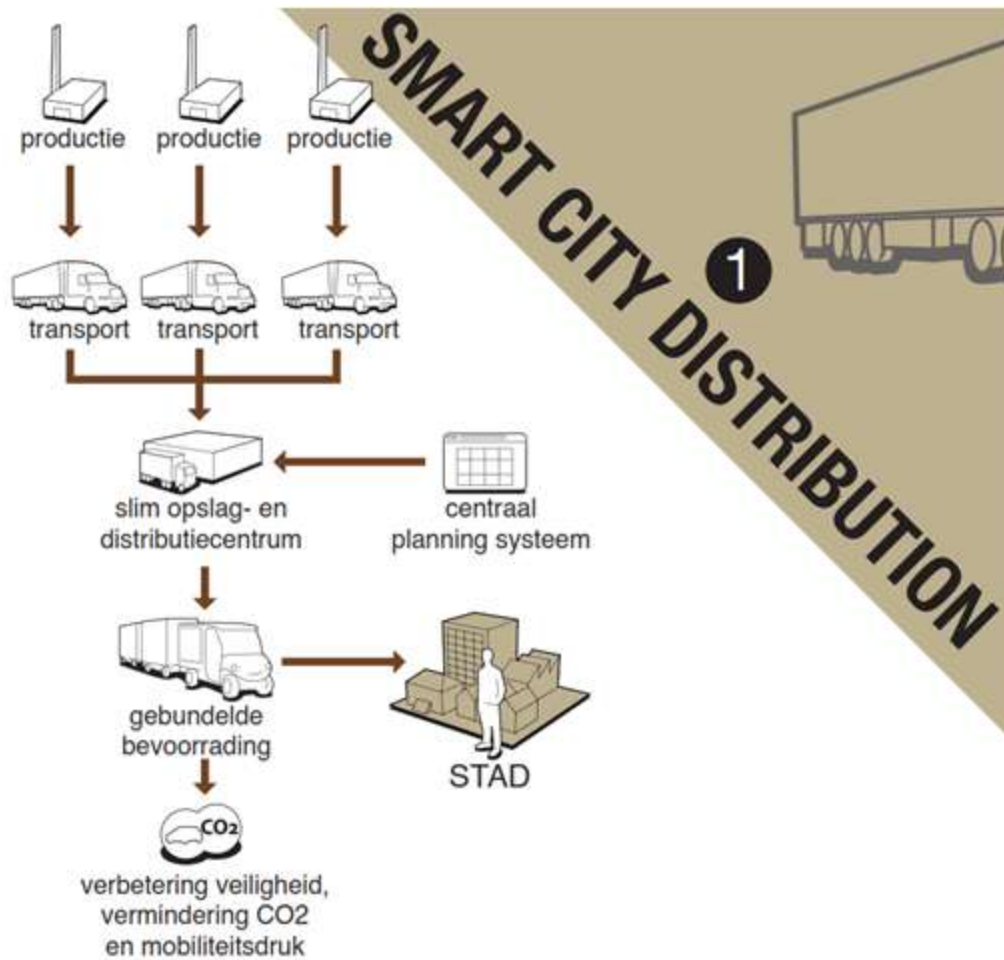 SMART CITY DISTRIBUTION
1
productie
productie
productie
transport
transport
transport
slim opslag- en
distributiecentrum
centraal
planning systeem
gebundelde
bevoorrading
STAD
CO2
verbetering veiligheid,
vermindering CO2
en mobiliteitsdruk